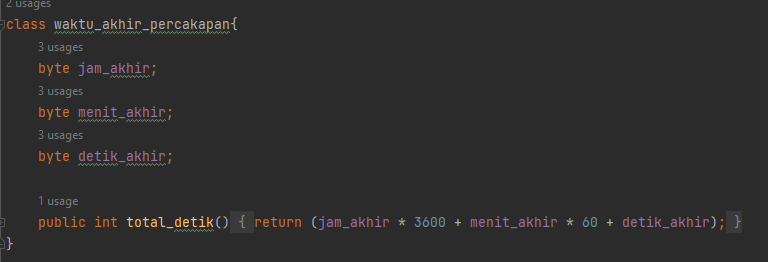 2 usages
class waktu_akhir_percakapan{
3 usages
byte jam_akhir;
3 usages
byte menit_akhir;
3 usages
byte detik_akhir;
1 usage
public int total_detik() { return (jam_akhir * 3600 + menit_akhir * 60 + detik_akhir); }
}